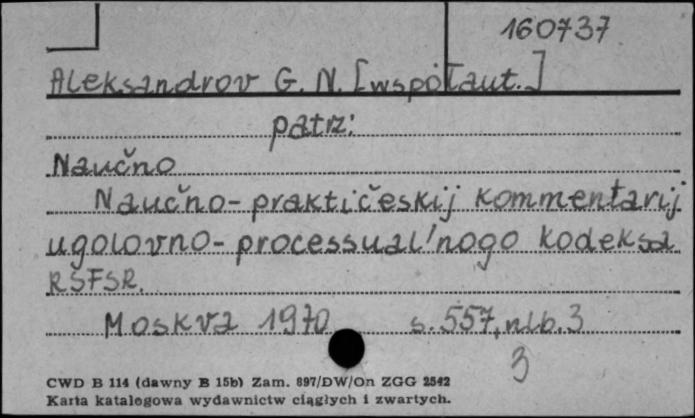 160737
Aleksandrov G. N. [współaut.]
patrz:
Naučno
Naučno-praktičeskij kommentarij
ugolovno-processual'nogo kodeksa
RSFSR.
Moskva 1970 s. 557, nlb. 3
3
CWD B 114 (dawny B 15b) Zam. 897/DW/On ZGG 2542
Karta katalogowa wydawnictw ciągłych i zwartych.